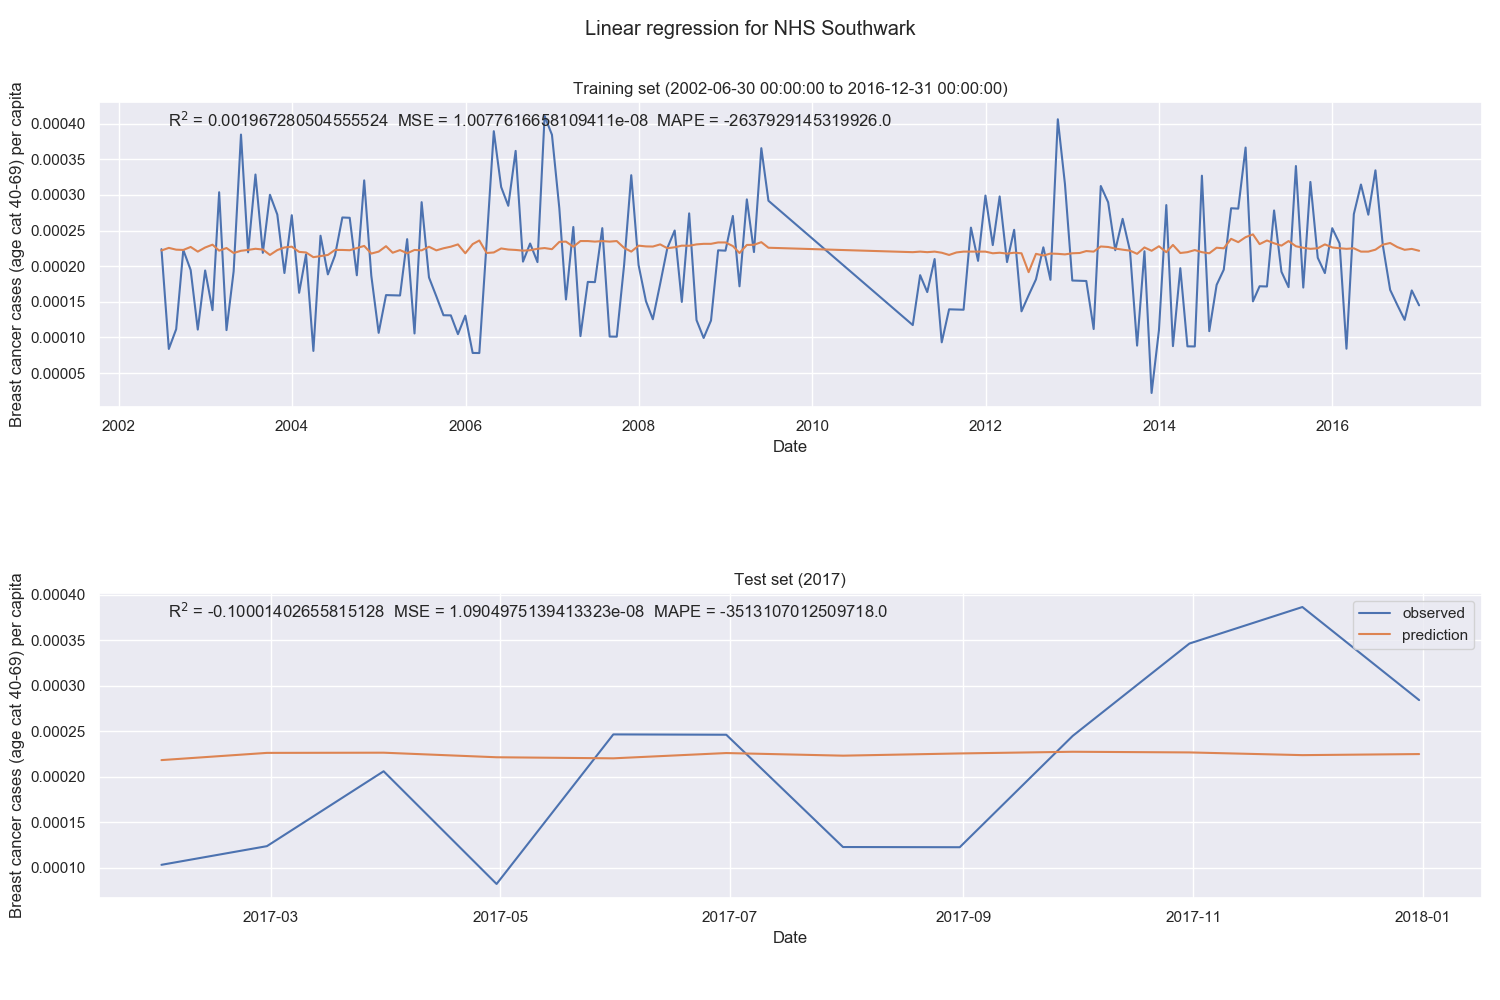 Linear regression for NHS Southwark
Training set (2002-06-30 00:00:00 to 2016-12-31 00:00:00)
R² = 0.001967280504555524 MSE = 1.0077616658109411e-08 MAPE = -2637929145319926.0
Breast cancer cases (age cat 40-69) per capita
0.00040
0.00035
0.00030
0.00025
0.00020
0.00015
0.00010
0.00005
2002 2004 2006 2008 2010 2012 2014 2016
Date
Test set (2017)
R² = -0.10001402655815128 MSE = 1.0904975139413323e-08 MAPE = -3513107012509718.0
observed
prediction
Breast cancer cases (age cat 40-69) per capita
0.00040
0.00035
0.00030
0.00025
0.00020
0.00015
0.00010
2017-03 2017-05 2017-07 2017-09 2017-11 2018-01
Date